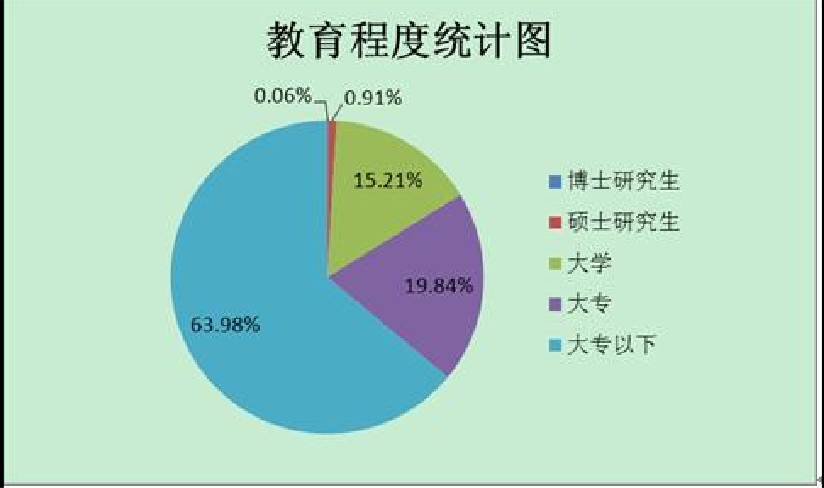 教育程度统计图
0.06% 0.91%
15.21%
19.84%
63.98%
博士研究生
硕士研究生
大学
大专
大专以下